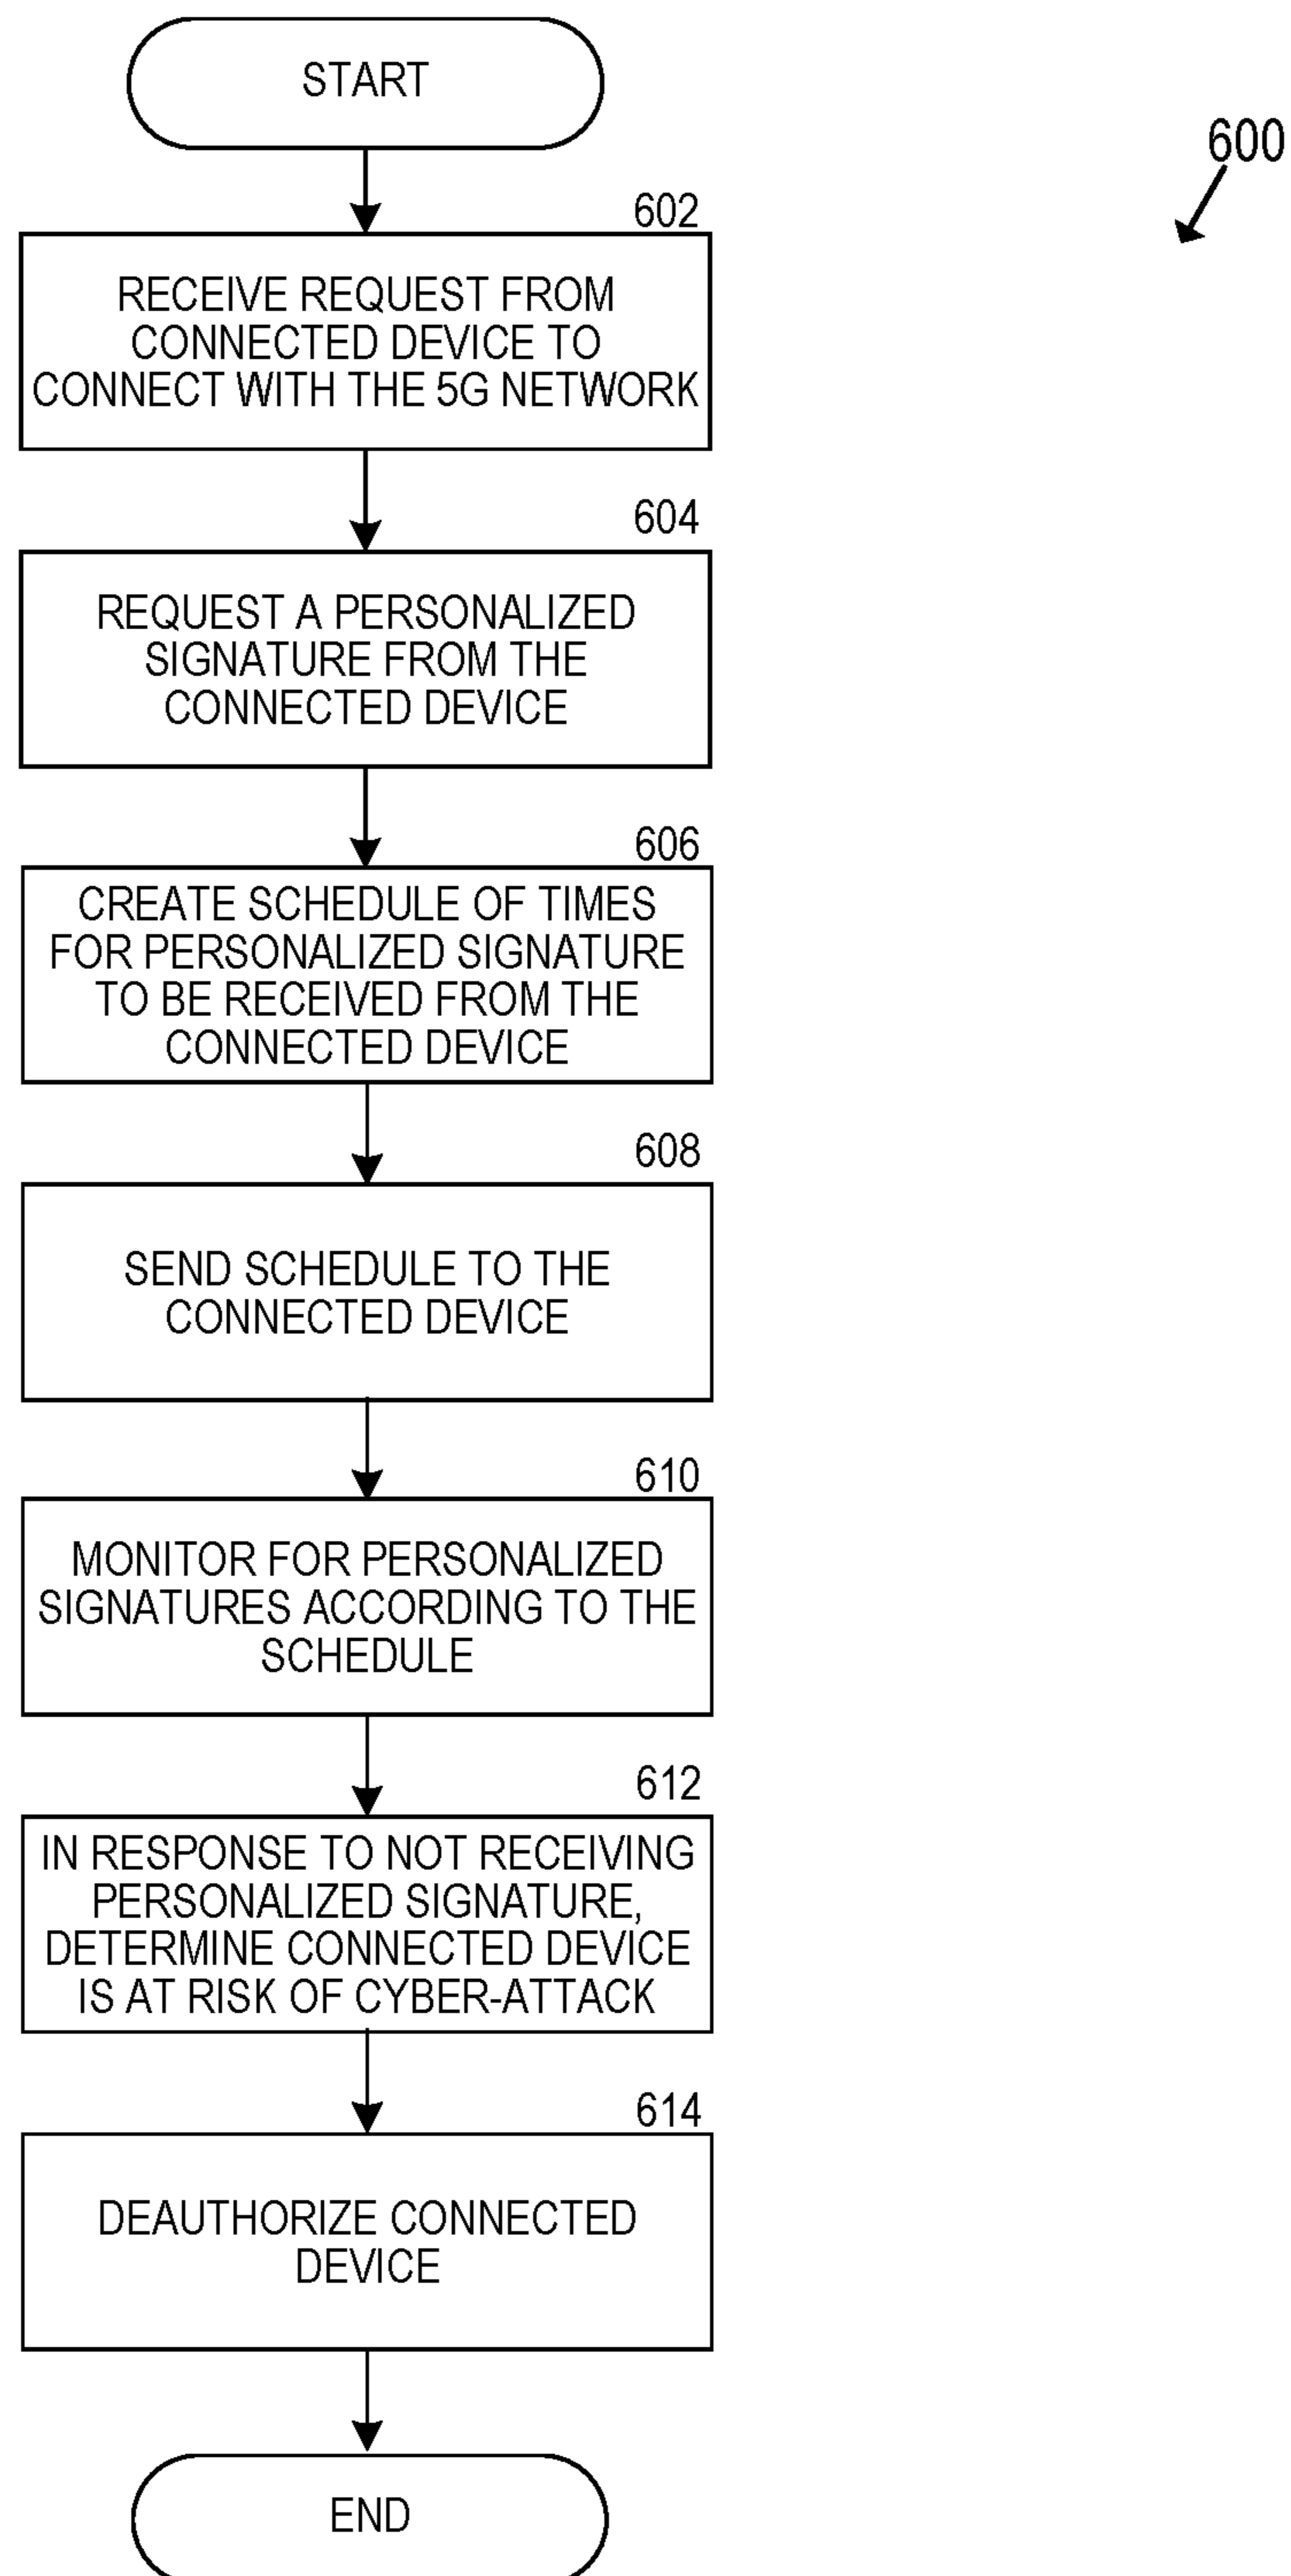 START
600
602
RECEIVE REQUEST FROM
CONNECTED DEVICE TO
CONNECT WITH THE 5G NETWORK
604
REQUEST A PERSONALIZED
SIGNATURE FROM THE
CONNECTED DEVICE
606
CREATE SCHEDULE OF TIMES
FOR PERSONALIZED SIGNATURE
TO BE RECEIVED FROM THE
CONNECTED DEVICE
608
SEND SCHEDULE TO THE
CONNECTED DEVICE
610
MONITOR FOR PERSONALIZED
SIGNATURES ACCORDING TO THE
SCHEDULE
612
IN RESPONSE TO NOT RECEIVING
PERSONALIZED SIGNATURE,
DETERMINE CONNECTED DEVICE
IS AT RISK OF CYBER-ATTACK
614
DEAUTHORIZE CONNECTED
DEVICE
END